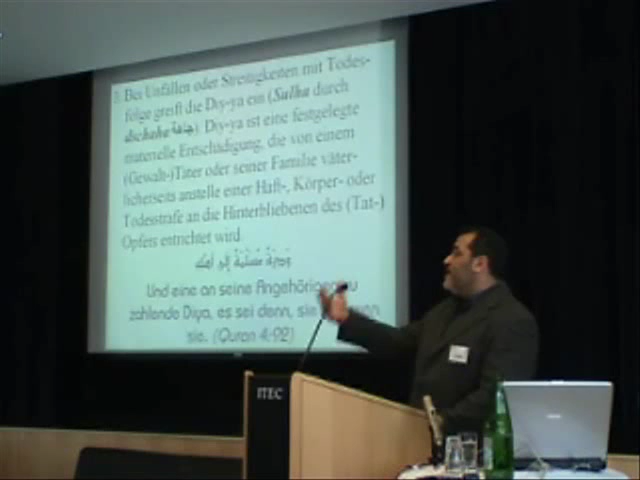 Bei Unfällen oder Streitigkeiten mit Todes-
folge greift die Diy-ya ein (Sulha durch
dschaha جاهة). Diy-ya ist eine festgelegte
materielle Entschädigung, die von einem
(Gewalt-)Täter oder seiner Familie väter-
licherseits anstelle einer Haft-, Körper- oder
Todesstrafe an die Hinterbliebenen des (Tat-)
Opfers entrichtet wird.
وَدِيَةٌ مُسَلَّمَةٌ إِلَى أَهْلِهِ
Und eine an seine Angehörigen zu
zahlende Diya, es sei denn, sie
sie. (Quran 4:92)
ITEC